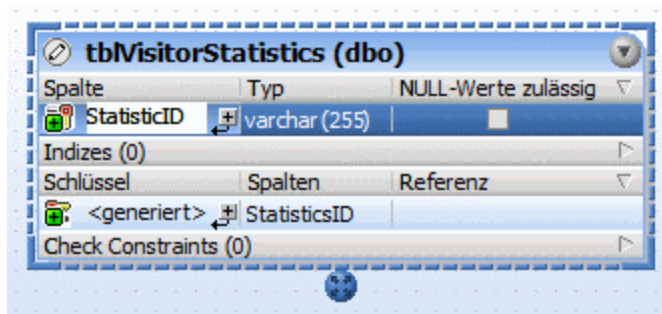 tblVisitorStatistics (dbo)
Spalte Typ NULL-Werte zulässig
StatisticID varchar (255)
Indizes (0)
Schlüssel Spalten Referenz
<generiert> StatisticsID
Check Constraints (0)